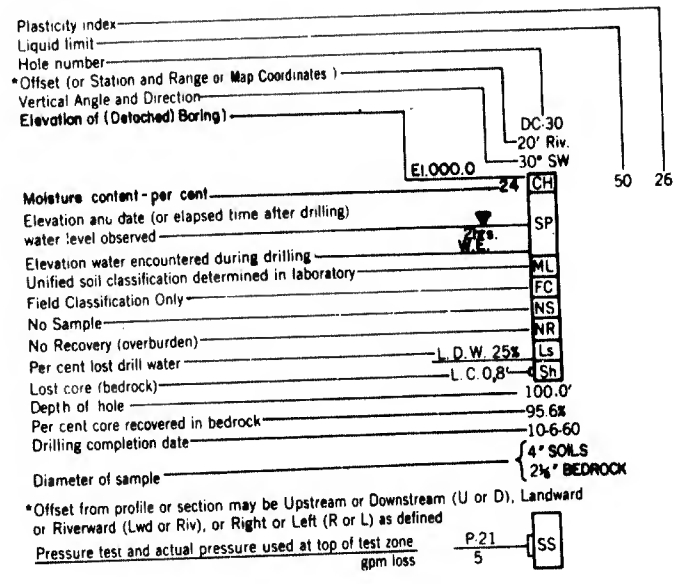 Plasticity index 26
Liquid limit 50
Hole number DC-30
*Offset (or Station and Range or Map Coordinates ) 20' Riv.
Vertical Angle and Direction 30° SW
Elevation of (Detached) Boring) El.000.0
Moisture content - per cent 24 CH
Elevation and date (or elapsed time after drilling)
water level observed 2hrs. SP
W.E.
Elevation water encountered during drilling
Unified soil classification determined in laboratory ML
Field Classification Only FC
No Sample NS
No Recovery (overburden) NR
Per cent lost drill water L. D. W. 25% Ls
Lost core (bedrock) L. C. 0,8' Sh
Depth of hole 100.0'
Per cent core recovered in bedrock 95.6%
Drilling completion date 10-6-60
Diameter of sample 4" SOILS
2⅛" BEDROCK
*Offset from profile or section may be Upstream or Downstream (U or D), Landward
or Riverward (Lwd or Riv), or Right or Left (R or L) as defined
Pressure test and actual pressure used at top of test zone P-21 SS
gpm loss 5